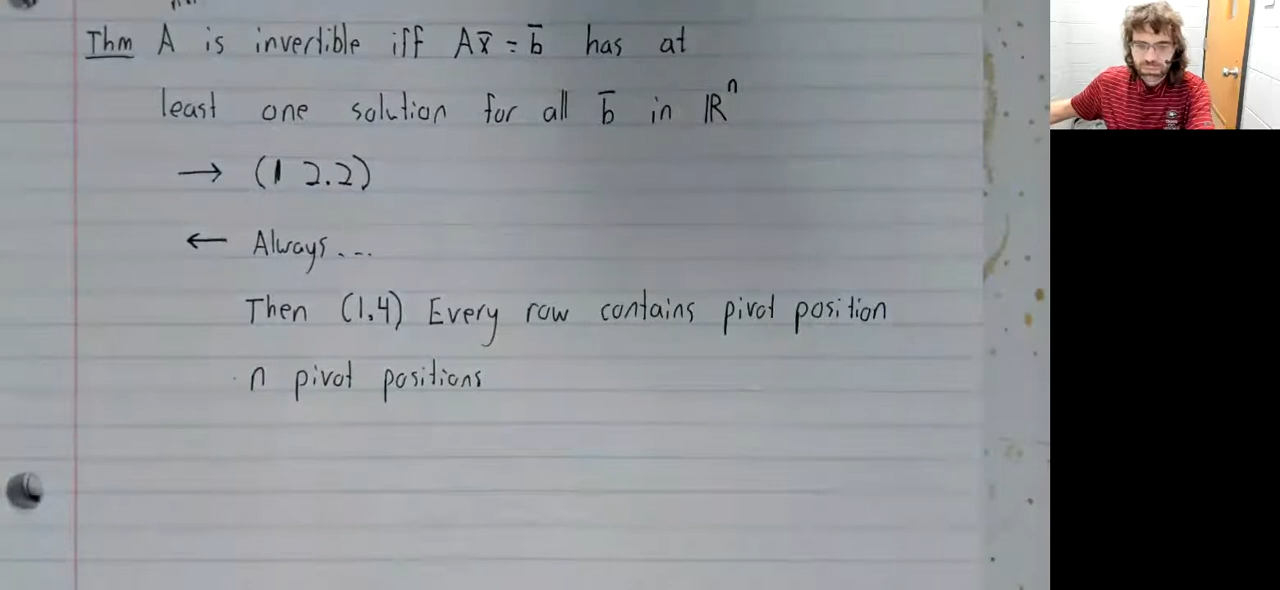 Thm A is invertible iff Ax̄ = b̄ has at
least one solution for all b̄ in ℝⁿ
→ (1 2.2)
← Always...
Then (1.4) Every row contains pivot position
n pivot positions